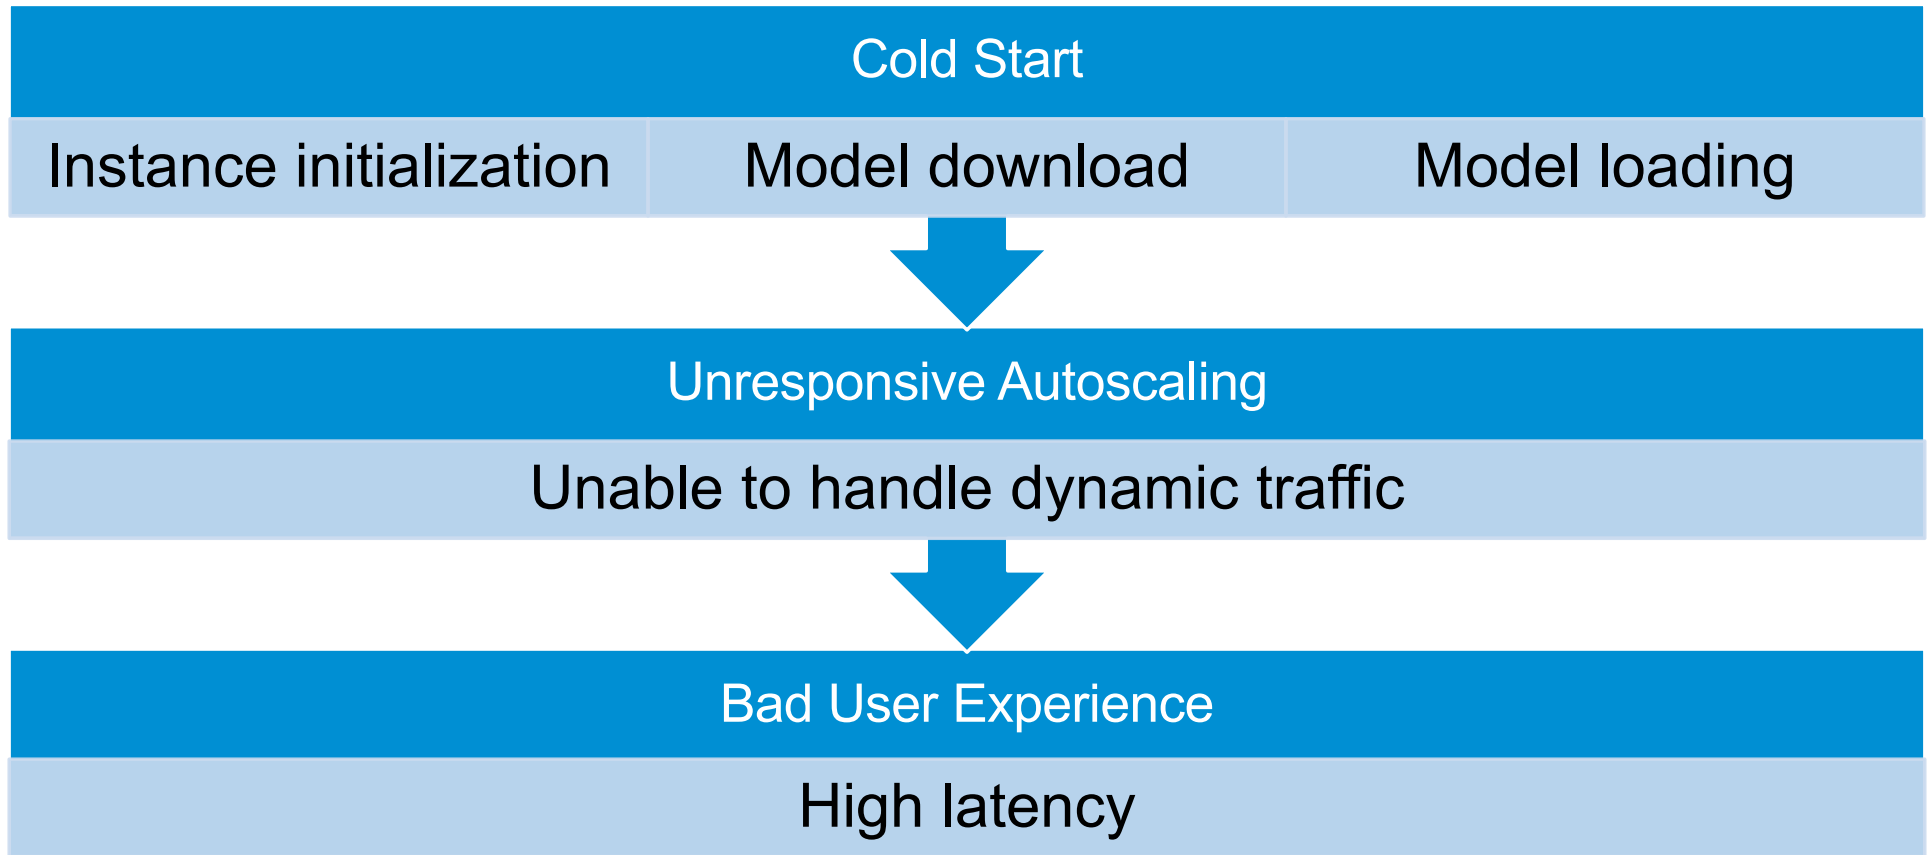 Cold Start
Instance initialization
Model download
Model loading
Unresponsive Autoscaling
Unable to handle dynamic traffic
Bad User Experience
High latency